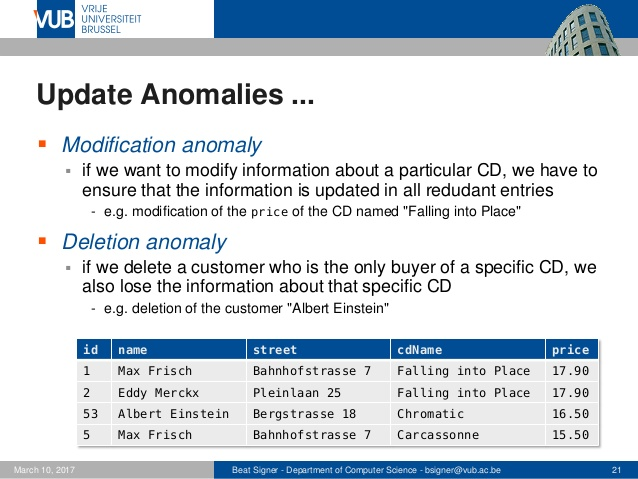 VUB
VRIJE
UNIVERSITEIT
BRUSSEL
Update Anomalies ...
Modification anomaly
if we want to modify information about a particular CD, we have to
ensure that the information is updated in all redudant entries
- e.g. modification of the price of the CD named "Falling into Place"
Deletion anomaly
if we delete a customer who is the only buyer of a specific CD, we
also lose the information about that specific CD
- e.g. deletion of the customer "Albert Einstein"
id name street cdName price
1 Max Frisch Bahnhofstrasse 7 Falling into Place 17.90
2 Eddy Merckx Pleinlaan 25 Falling into Place 17.90
53 Albert Einstein Bergstrasse 18 Chromatic 16.50
5 Max Frisch Bahnhofstrasse 7 Carcassonne 15.50
March 10, 2017 Beat Signer - Department of Computer Science - bsigner@vub.ac.be 21